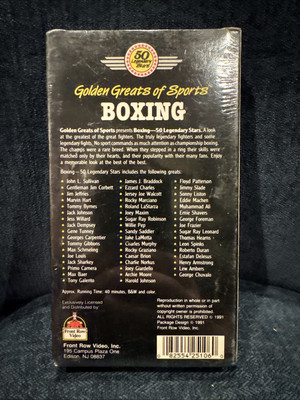 50
Legendary
Stars
Golden Greats of Sports
BOXING
Golden Greats of Sports presents Boxing—50 Legendary Stars. A look
at the greatest of the great fighters. The truly legendary fighters and some
legendary fights. No sport commands as much attention as championship boxing.
The champs were a rare breed. When they stepped in a ring their skills were
matched only by their hearts, and their popularity with their many fans. Enjoy
a memorable look at the best of the best.
Boxing — 50 Legendary Stars includes the following greats:
• John L. Sullivan
• Gentleman Jim Corbett
• Jim Jeffries
• Marvin Hart
• Tommy Byrnes
• Jack Johnson
• Jess Willard
• Jack Dempsey
• Gene Tunney
• Georges Carpentier
• Tommy Gibbons
• Max Schmeling
• Joe Louis
• Jack Sharkey
• Primo Camera
• Max Baer
• Tony Galento
• James J. Braddock
• Ezzard Charles
• Jersey Joe Walcott
• Rocky Marciano
• Roland LaStarza
• Joey Maxim
• Sugar Ray Robinson
• Willie Pep
• Sandy Saddler
• Jake LaMotta
• Charles Murphy
• Rocky Graziano
• Caesar Brion
• Charlie Norkus
• Joey Giardello
• Archie Moore
• Harold Johnson
• Floyd Patterson
• Jimmy Slade
• Sonny Liston
• Eddie Machen
• Muhammad Ali
• Ernie Shavers
• George Foreman
• Joe Frazier
• Sugar Ray Leonard
• Thomas Hearns
• Leon Spinks
• Roberto Duran
• Henry Armstrong
• Lew Ambers
• George Chuvalo
Approx. Running Time: 60 minutes, B&W and color.
Exclusively Licensed
and Distributed by:
Front Row
Video
Front Row Video, Inc.
195 Campus Plaza One
Edison, NJ 08837
Reproduction in whole or in part
without written permission of
copyright owner is prohibited.
All rights reserved © 1991
Package Design © 1991
Front Row Video, Inc.
0 82554 25106 0